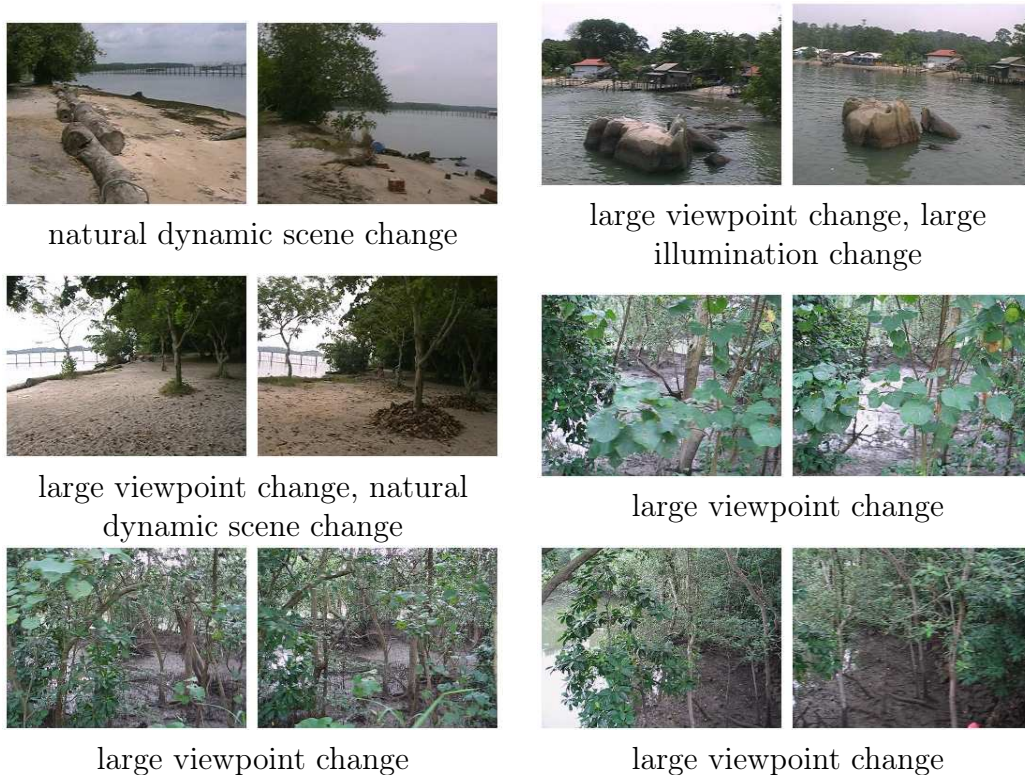 natural dynamic scene change
large viewpoint change, large
illumination change
large viewpoint change, natural
dynamic scene change
large viewpoint change
large viewpoint change
large viewpoint change